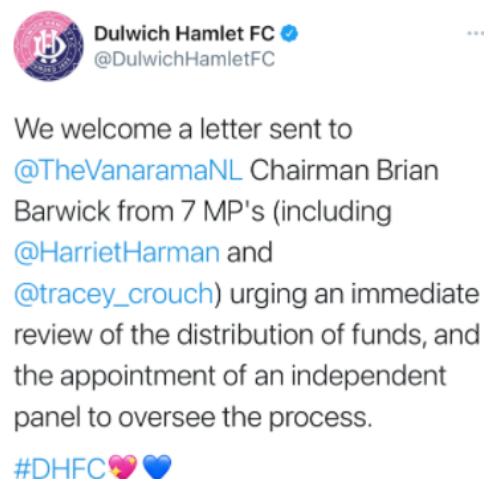 Dulwich Hamlet FC
@DulwichHamletFC
We welcome a letter sent to
@TheVanaramaNL Chairman Brian
Barwick from 7 MP's (including
@HarrietHarman and
@tracey_crouch) urging an immediate
review of the distribution of funds, and
the appointment of an independent
panel to oversee the process.
#DHFC💖💙